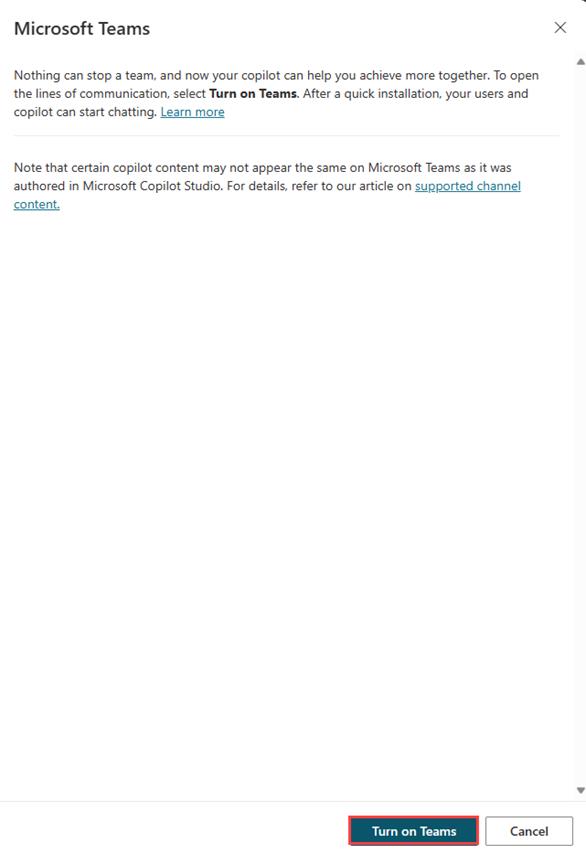 Microsoft Teams
Nothing can stop a team, and now your copilot can help you achieve more together. To open
the lines of communication, select Turn on Teams. After a quick installation, your users and
copilot can start chatting. Learn more
Note that certain copilot content may not appear the same on Microsoft Teams as it was
authored in Microsoft Copilot Studio. For details, refer to our article on supported channel
content.
Turn on Teams
Cancel